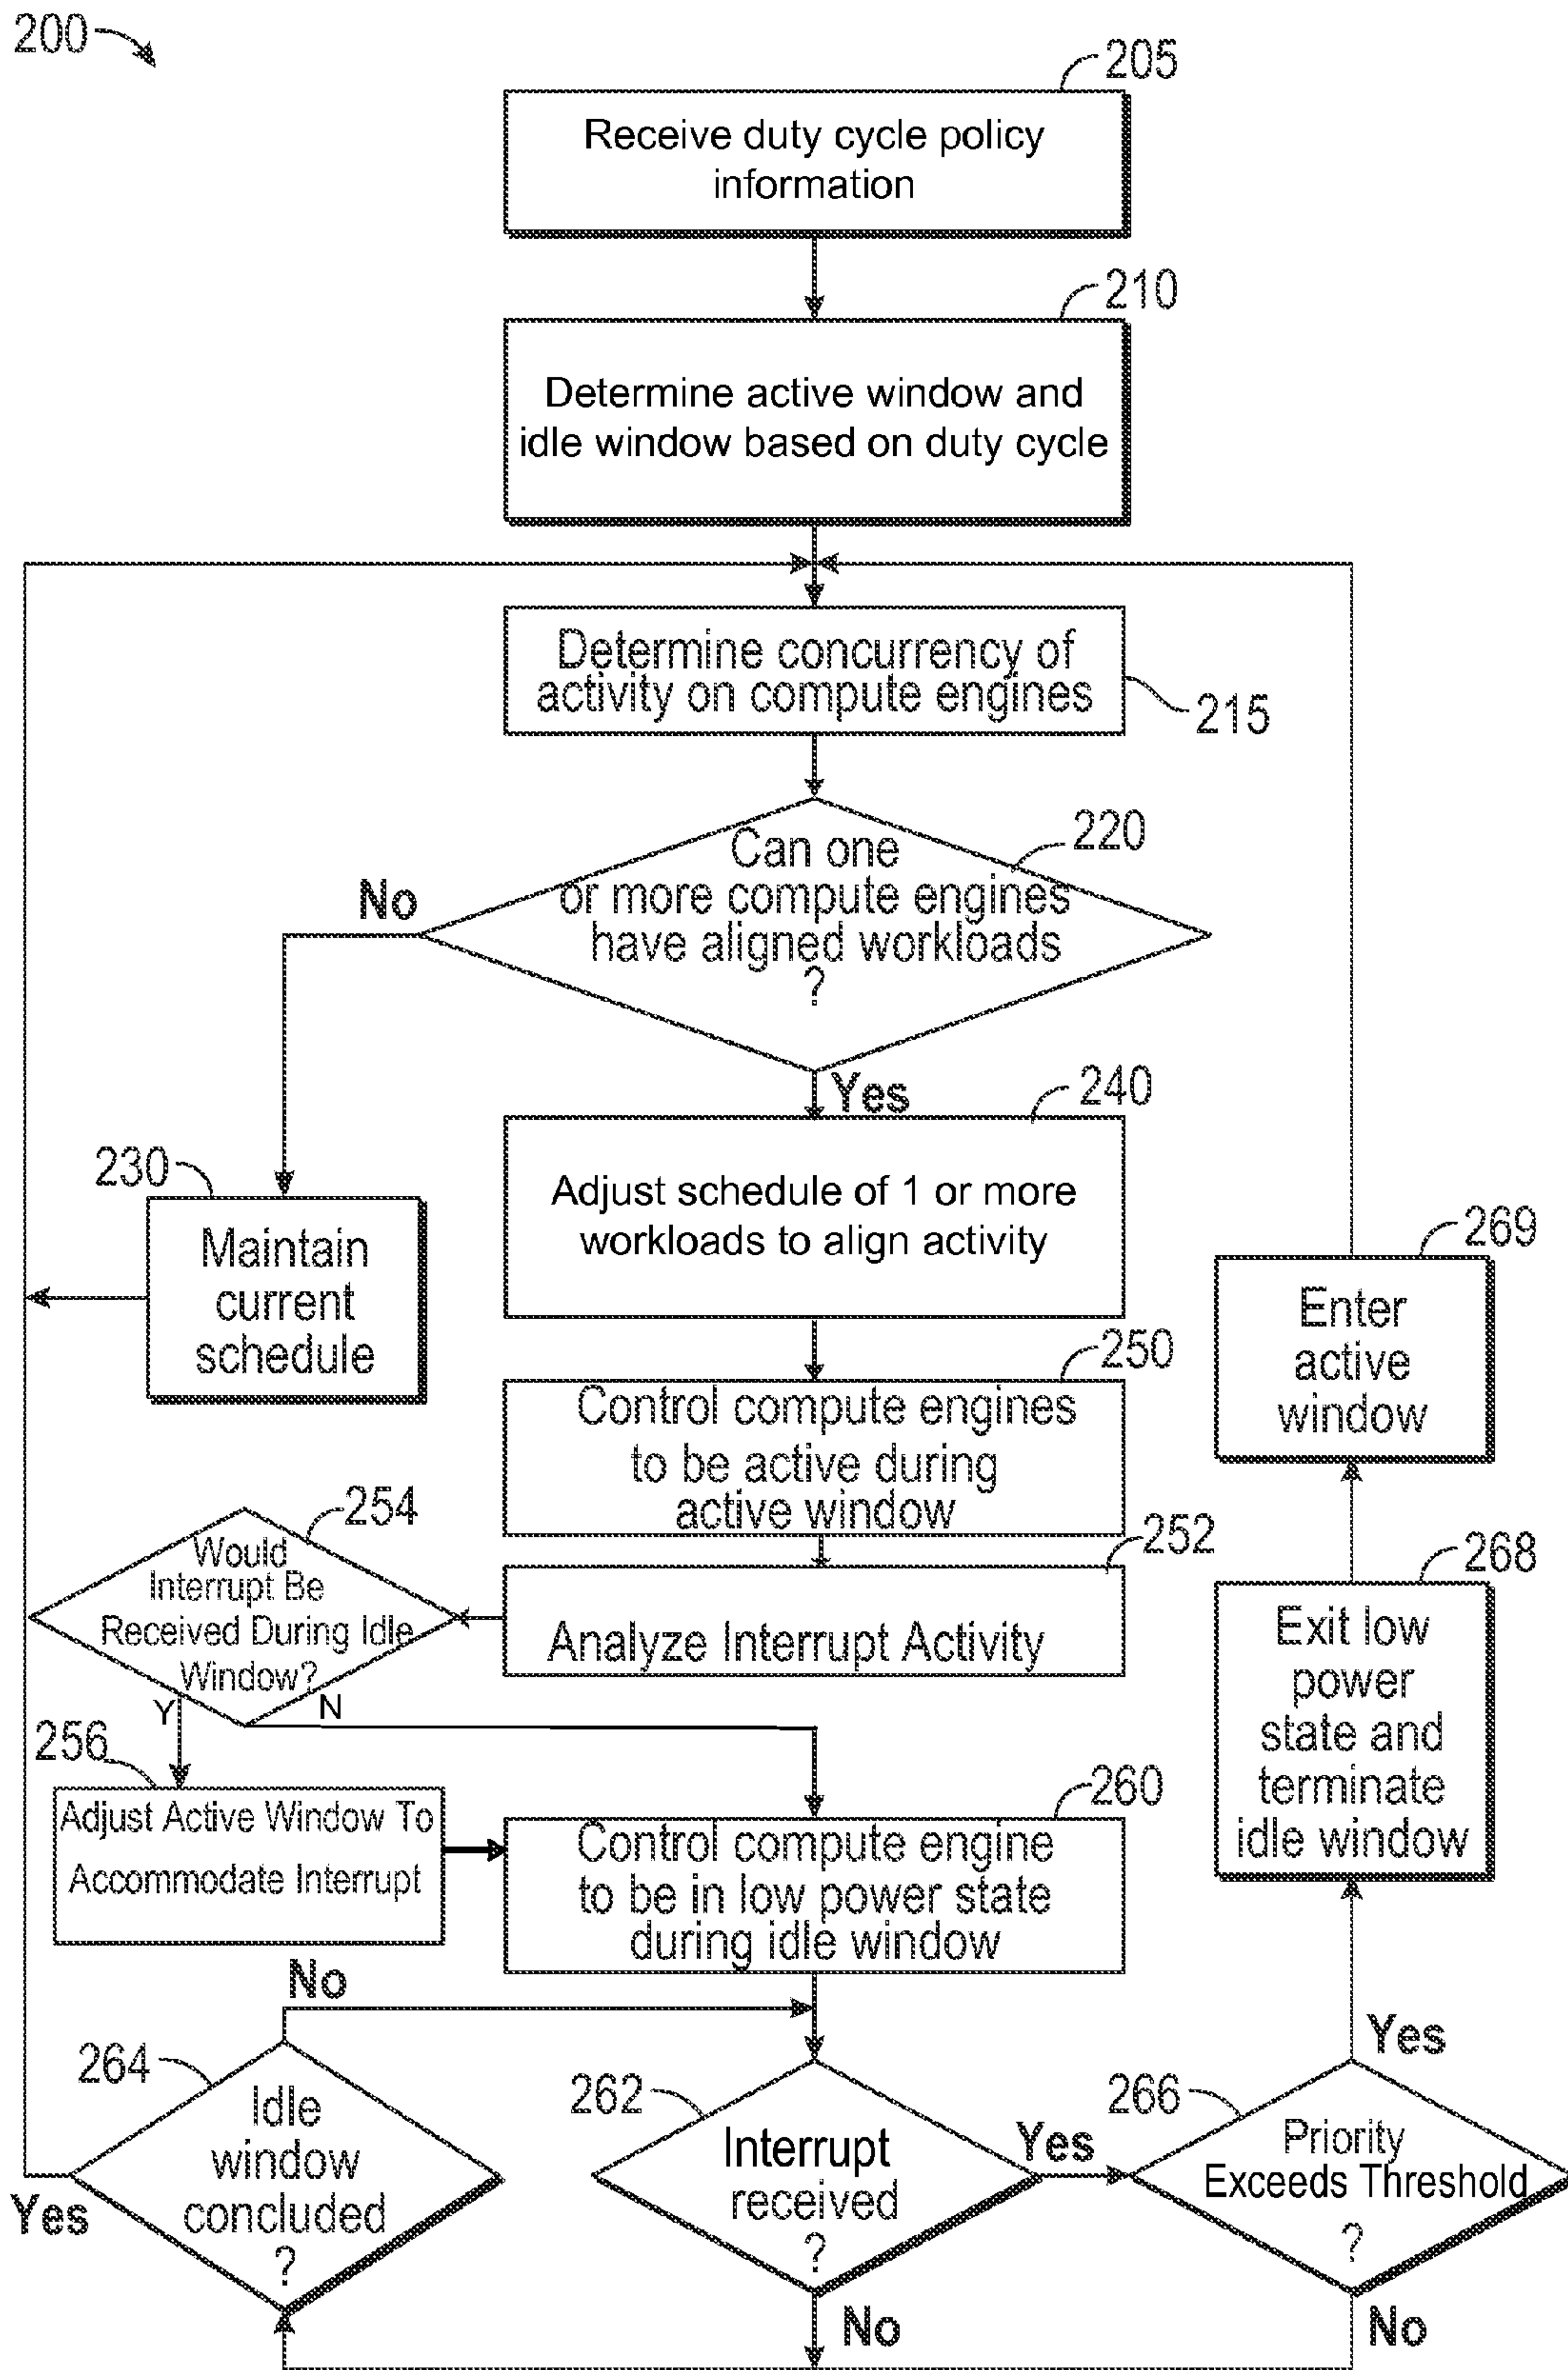 200
205
Receive duty cycle policy
information
210
Determine active window and
idle window based on duty cycle
Determine concurrency of
activity on compute engines
215
220
Can one
or more compute engines
have aligned workloads
?
No
Yes
240
230
Maintain
current
schedule
Adjust schedule of 1 or more
workloads to align activity
269
Enter
active
window
250
Control compute engines
to be active during
active window
254
Would
Interrupt Be
Received During Idle
Window?
252
Analyze Interrupt Activity
268
Exit low
power
state and
terminate
idle window
Y
N
256
Adjust Active Window To
Accommodate Interrupt
260
Control compute engine
to be in low power state
during idle window
No
264
Idle
window
concluded
?
Yes
262
Interrupt
received
?
Yes
No
266
Priority
Exceeds Threshold
?
Yes
No